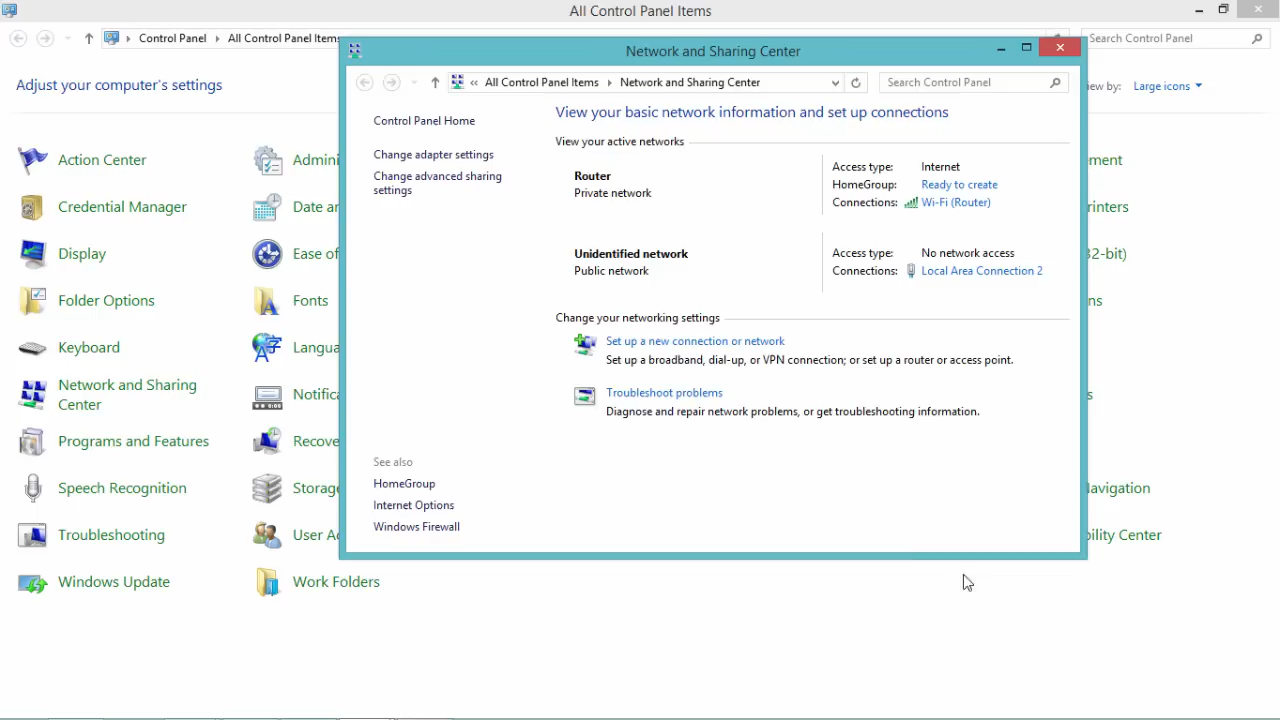 All Control Panel Items
Control Panel
All Control Panel Items
Search Control Panel
Adjust your computer's settings
by:
Large icons
Action Center
Credential Manager
Date
Display
Ease of
Folder Options
Fonts
Keyboard
Network and Sharing
Center
Programs and Features
Speech Recognition
Storage
Troubleshooting
User
Windows Update
Work Folders
Center
Network and Sharing Center
All Control Panel Items
Network and Sharing Center
Search Control Panel
Control Panel Home
Change adapter settings
Change advanced sharing
settings
See also
HomeGroup
Internet Options
Windows Firewall
View your basic network information and set up connections
View your active networks
Router
Private network
Access type: Internet
HomeGroup: Ready to create
Connections: Wi-Fi (Router)
Unidentified network
Public network
Access type: No network access
Connections: Local Area Connection 2
Change your networking settings
Set up a new connection or network
Set up a broadband, dial-up, or VPN connection; or set up a router or access point.
Troubleshoot problems
Diagnose and repair network problems, or get troubleshooting information.